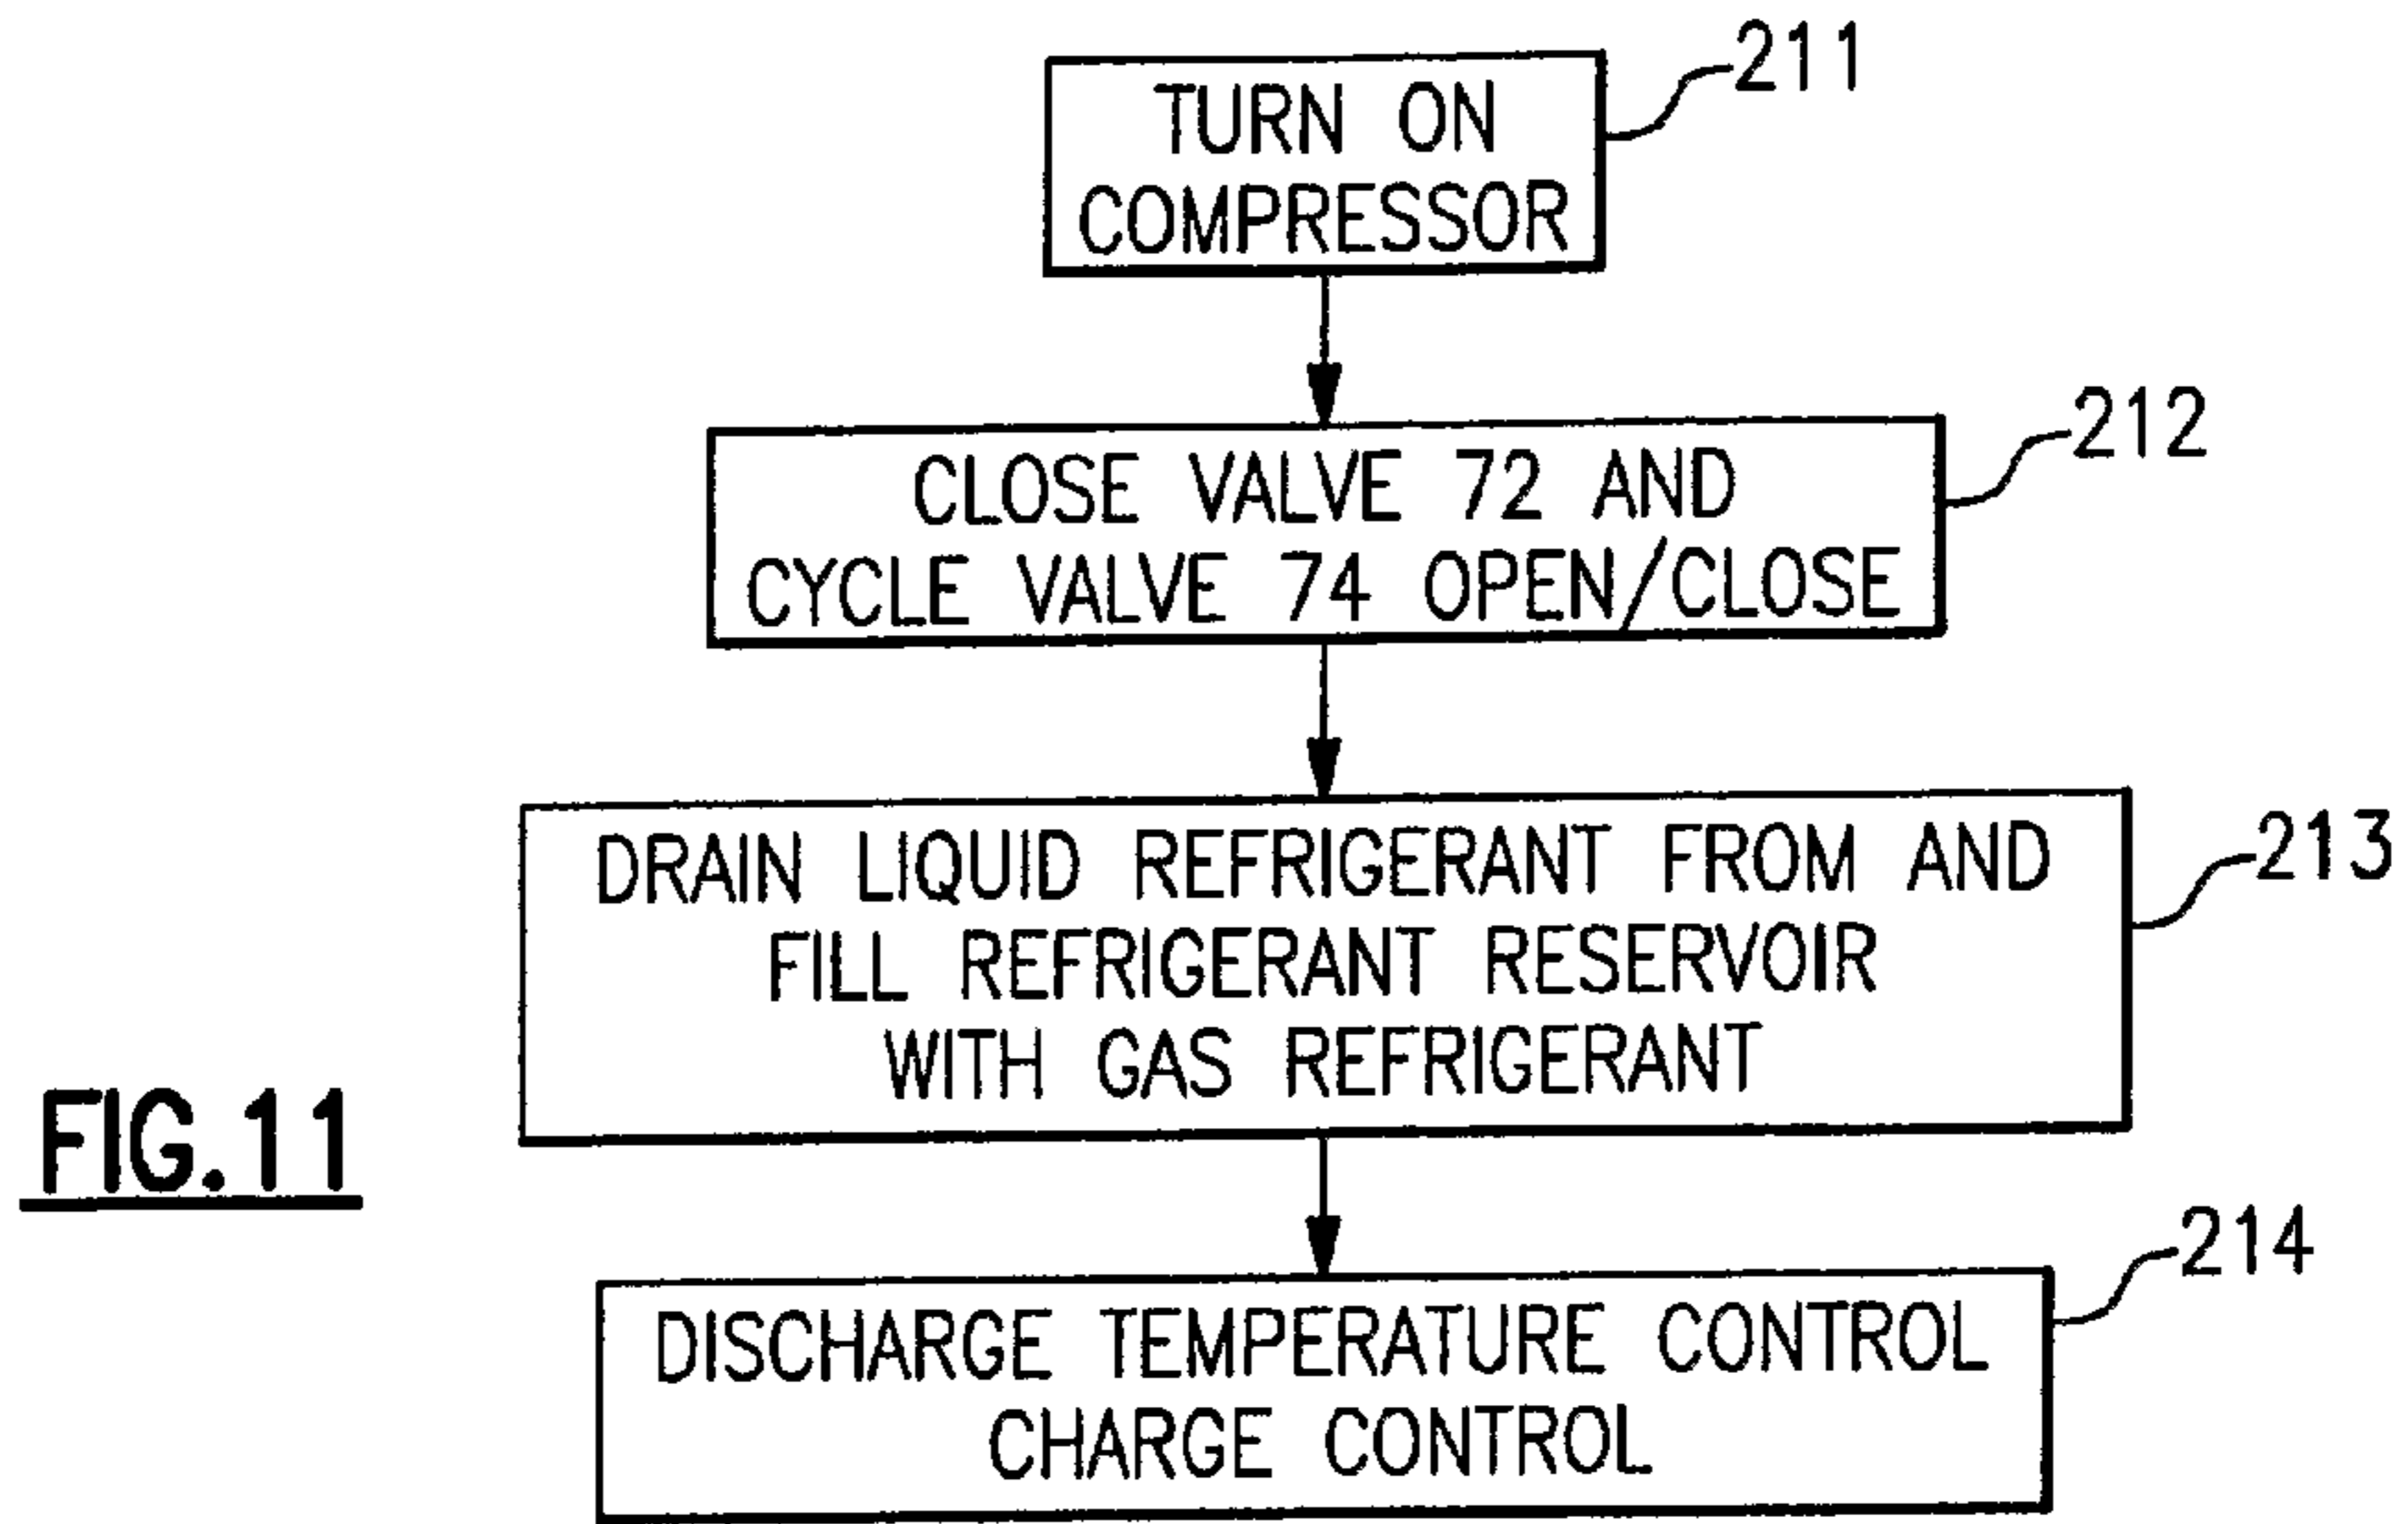 TURN ON
COMPRESSOR
211
CLOSE VALVE 72 AND
CYCLE VALVE 74 OPEN/CLOSE
212
DRAIN LIQUID REFRIGERANT FROM AND
FILL REFRIGERANT RESERVOIR
WITH GAS REFRIGERANT
213
DISCHARGE TEMPERATURE CONTROL
CHARGE CONTROL
214
FIG.11